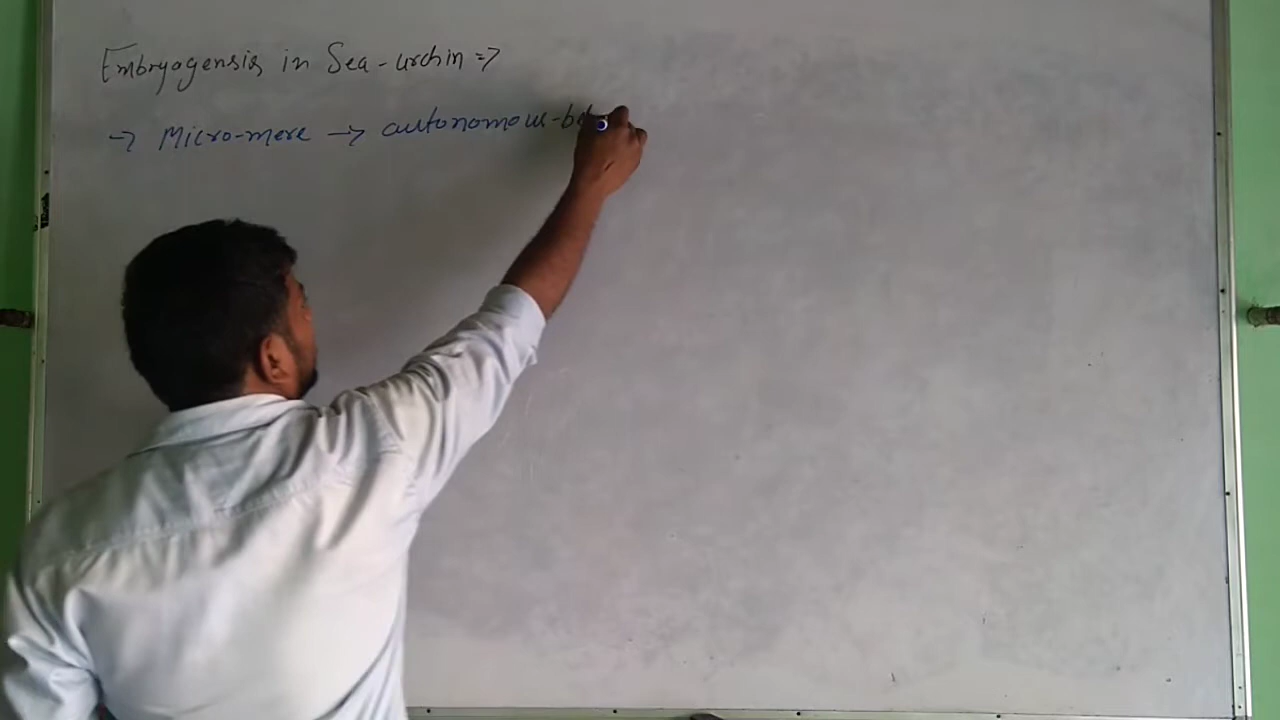 Embryogensis in Sea-urchin =>
→ Micro-mere → autonomous-